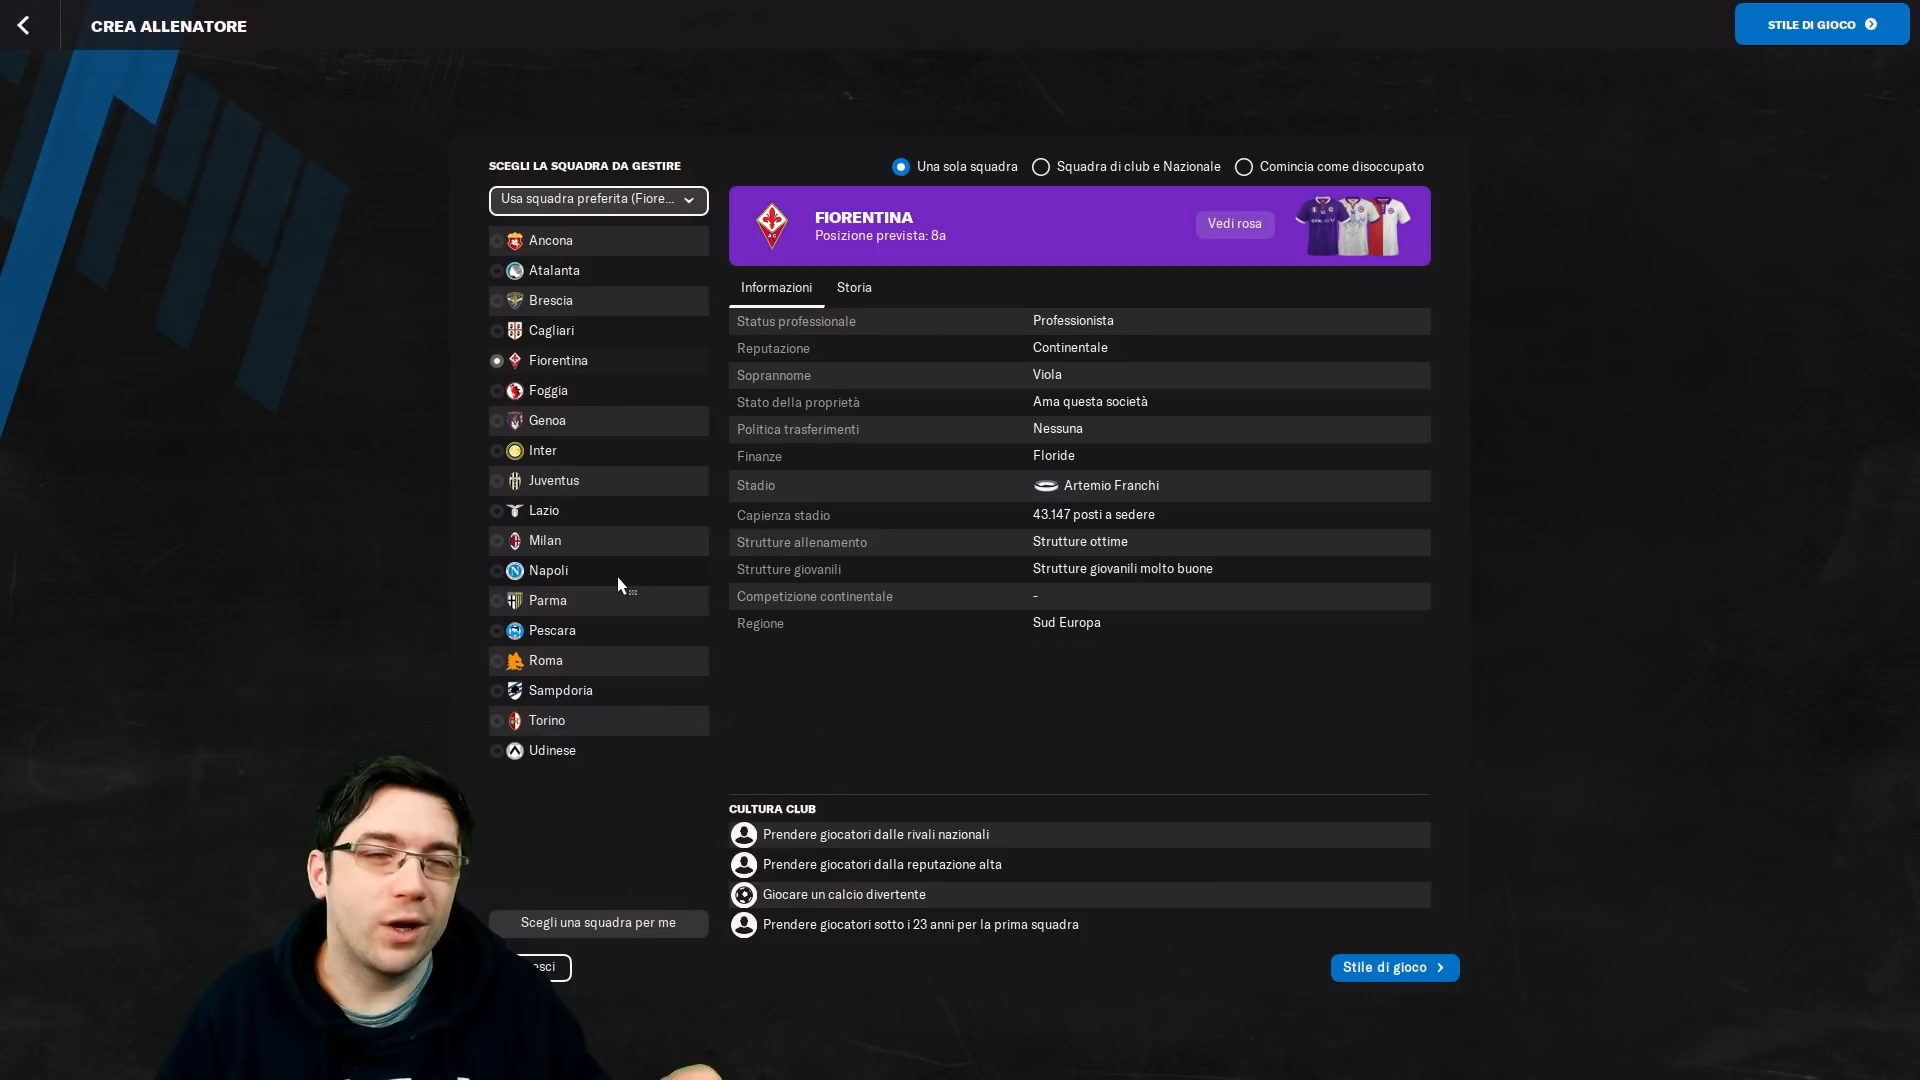 CREA ALLENATORE
STILE DI GIOCO
SCEGLI LA SQUADRA DA GESTIRE
Una sola squadra
Squadra di club e Nazionale
Comincia come disoccupato
Usa squadra preferita (Fiore...
Ancona
Atalanta
Brescia
Cagliari
Fiorentina
Foggia
Genoa
Inter
Juventus
Lazio
Milan
Napoli
Parma
Pescara
Roma
Sampdoria
Torino
Udinese
Scegli una squadra per me
FIORENTINA
Posizione prevista: 8a
Vedi rosa
Informazioni
Storia
Status professionale Professionista
Reputazione Continentale
Soprannome Viola
Stato della proprietà Ama questa società
Politica trasferimenti Nessuna
Finanze Floride
Stadio Artemio Franchi
Capienza stadio 43.147 posti a sedere
Strutture allenamento Strutture ottime
Strutture giovanili Strutture giovanili molto buone
Competizione continentale -
Regione Sud Europa
CULTURA CLUB
Prendere giocatori dalle rivali nazionali
Prendere giocatori dalla reputazione alta
Giocare un calcio divertente
Prendere giocatori sotto i 23 anni per la prima squadra
Stile di gioco